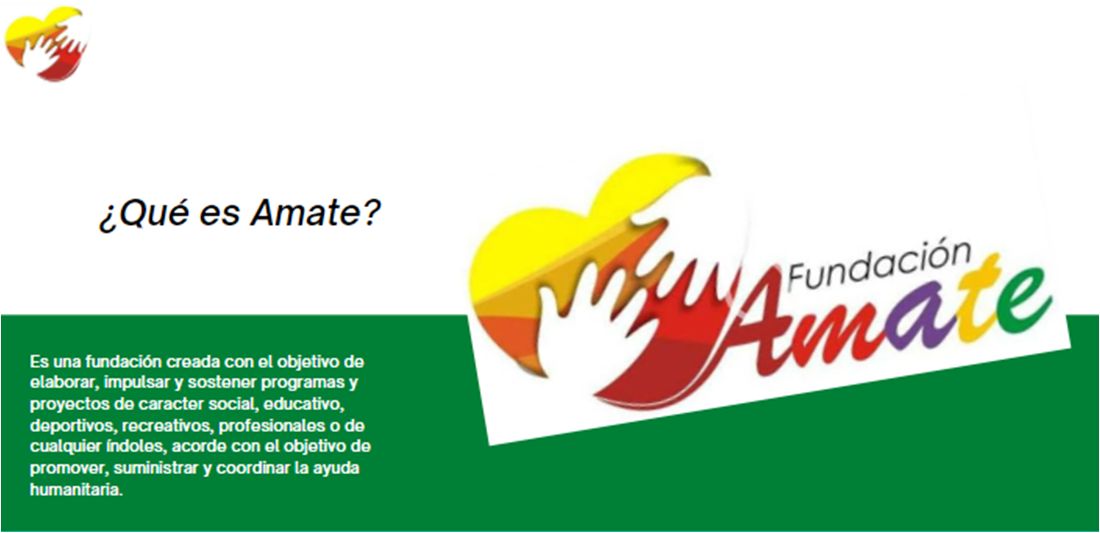 ¿Qué es Amate?
Fundación
Amate
Es una fundación creada con el objetivo de
elaborar, impulsar y sostener programas y
proyectos de caracter social, educativo,
deportivos, recreativos, profesionales o de
cualquier índoles, acorde con el objetivo de
promover, suministrar y coordinar la ayuda
humanitaria.